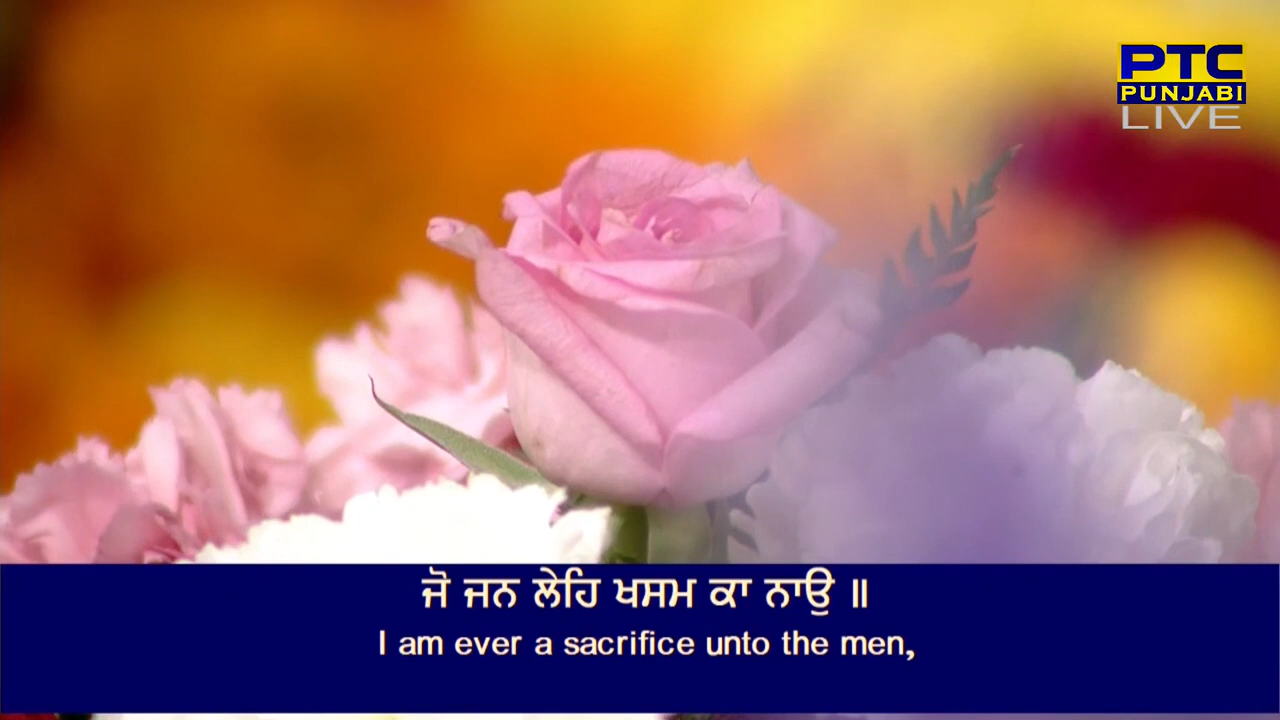 PTC
PUNJABI
LIVE
ਜੋ ਜਨ ਲੇਹਿ ਖਸਮ ਕਾ ਨਾਉ ॥
I am ever a sacrifice unto the men,